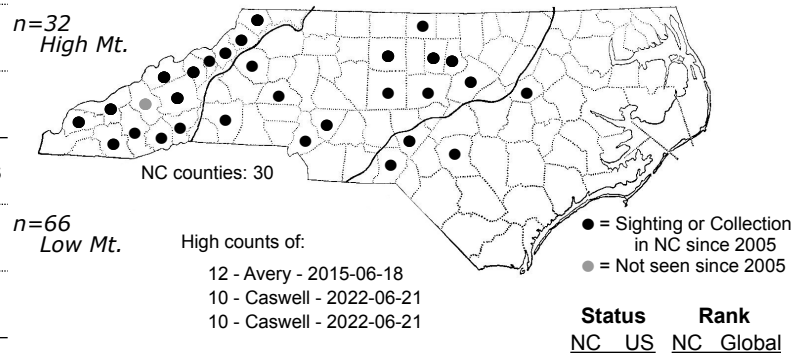 n=32
High Mt.
NC counties: 30
n=66
Low Mt.
High counts of:
12 - Avery - 2015-06-18
10 - Caswell - 2022-06-21
10 - Caswell - 2022-06-21
= Sighting or Collection
in NC since 2005
= Not seen since 2005
Status Rank
NC US NC Global